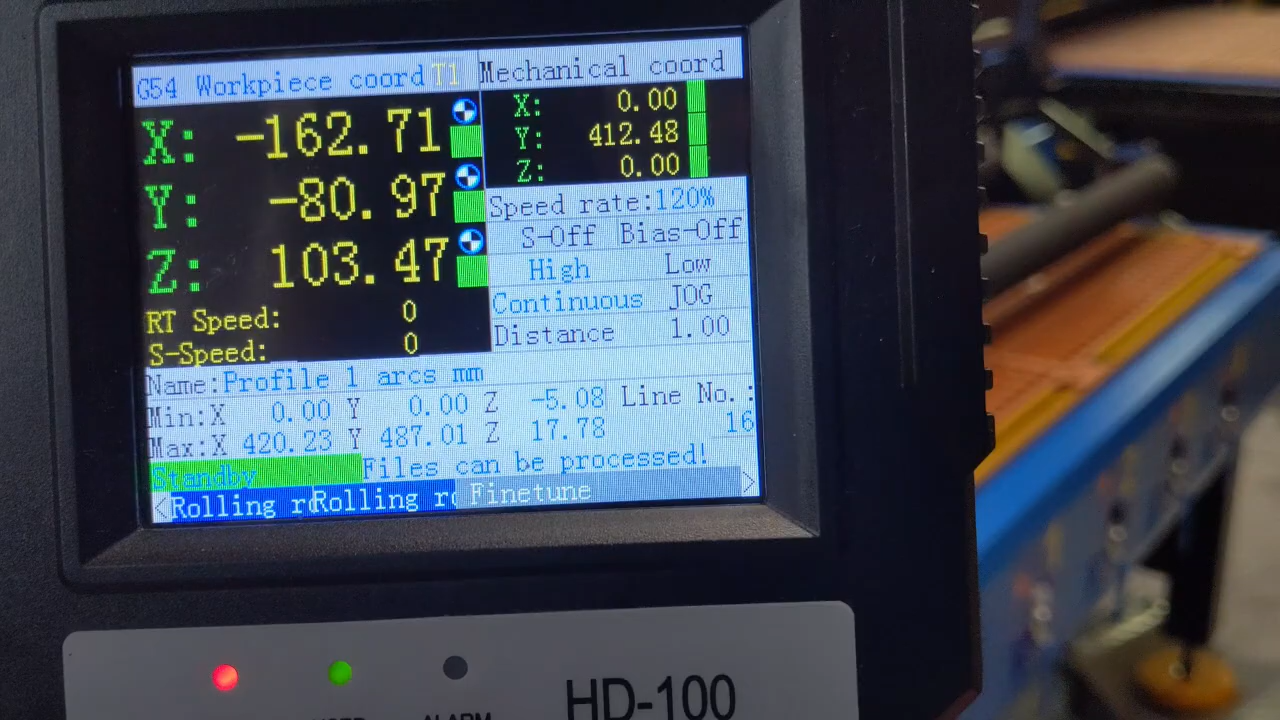 G54 Workpiece coord T1
X: -162.71
Y: -80.97
Z: 103.47
RT Speed: 0
S-Speed: 0
Mechanical coord
X: 0.00
Y: 412.48
Z: 0.00
Speed rate:120%
S-Off Bias-Off
High Low
Continuous JOG
Distance 1.00
Name:Profile 1 arcs mm
Min:X 0.00 Y 0.00 Z -5.08
Max:X 420.23 Y 487.01 Z 17.78
Line No.:
16
Standby Files can be processed!
<Rolling ro Rolling ro Finetune >
ALARM
HD-100